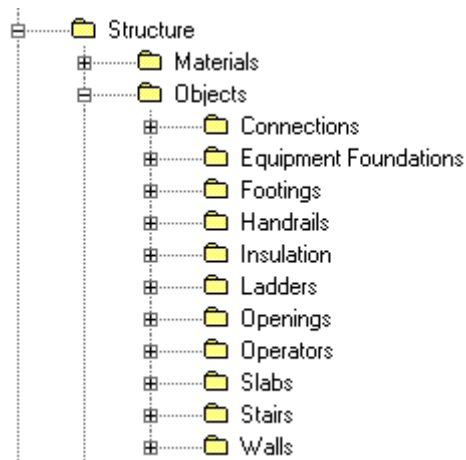 Structure
Materials
Objects
Connections
Equipment Foundations
Footings
Handrails
Insulation
Ladders
Openings
Operators
Slabs
Stairs
Walls